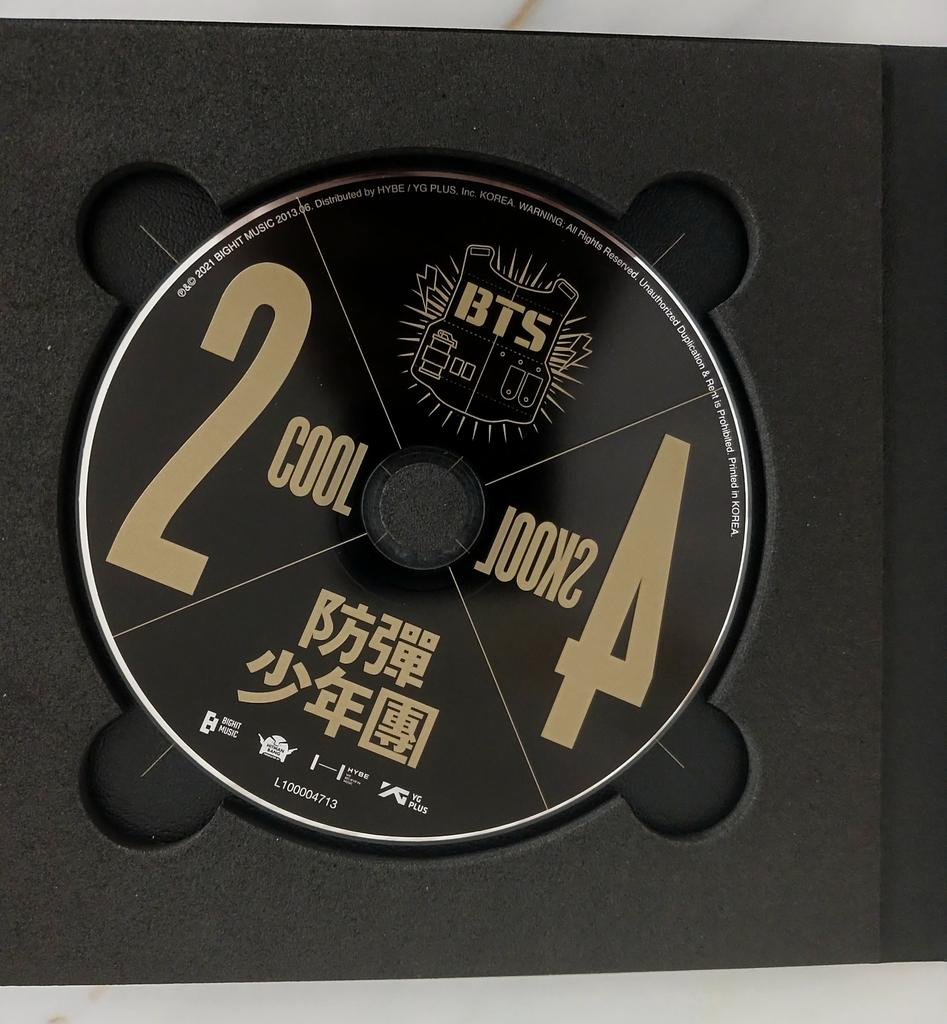 ℗&© 2021 BIGHIT MUSIC 2013.06. Distributed by HYBE / YG PLUS, Inc. KOREA. WARNING: All Rights Reserved. Unauthorized Duplication & Rent is Prohibited. Printed in KOREA.
BTS
2
COOL
4
SKOOL
防彈
少年團
BIGHIT
MUSIC
HYBE
YG
PLUS
L100004713